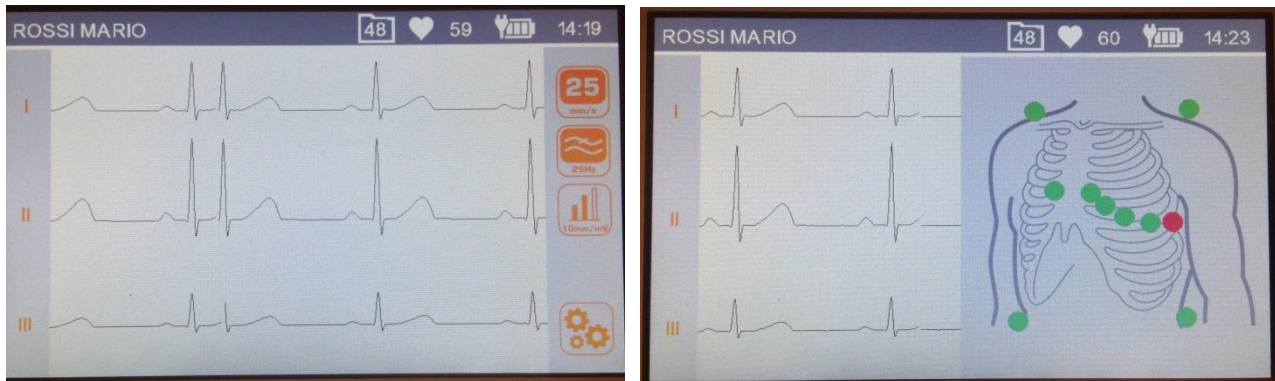 ROSSI MARIO 48 59 14:19
I
25
mm/s
25Hz
II
10mm/mV
III
ROSSI MARIO 48 60 14:23
I
II
III